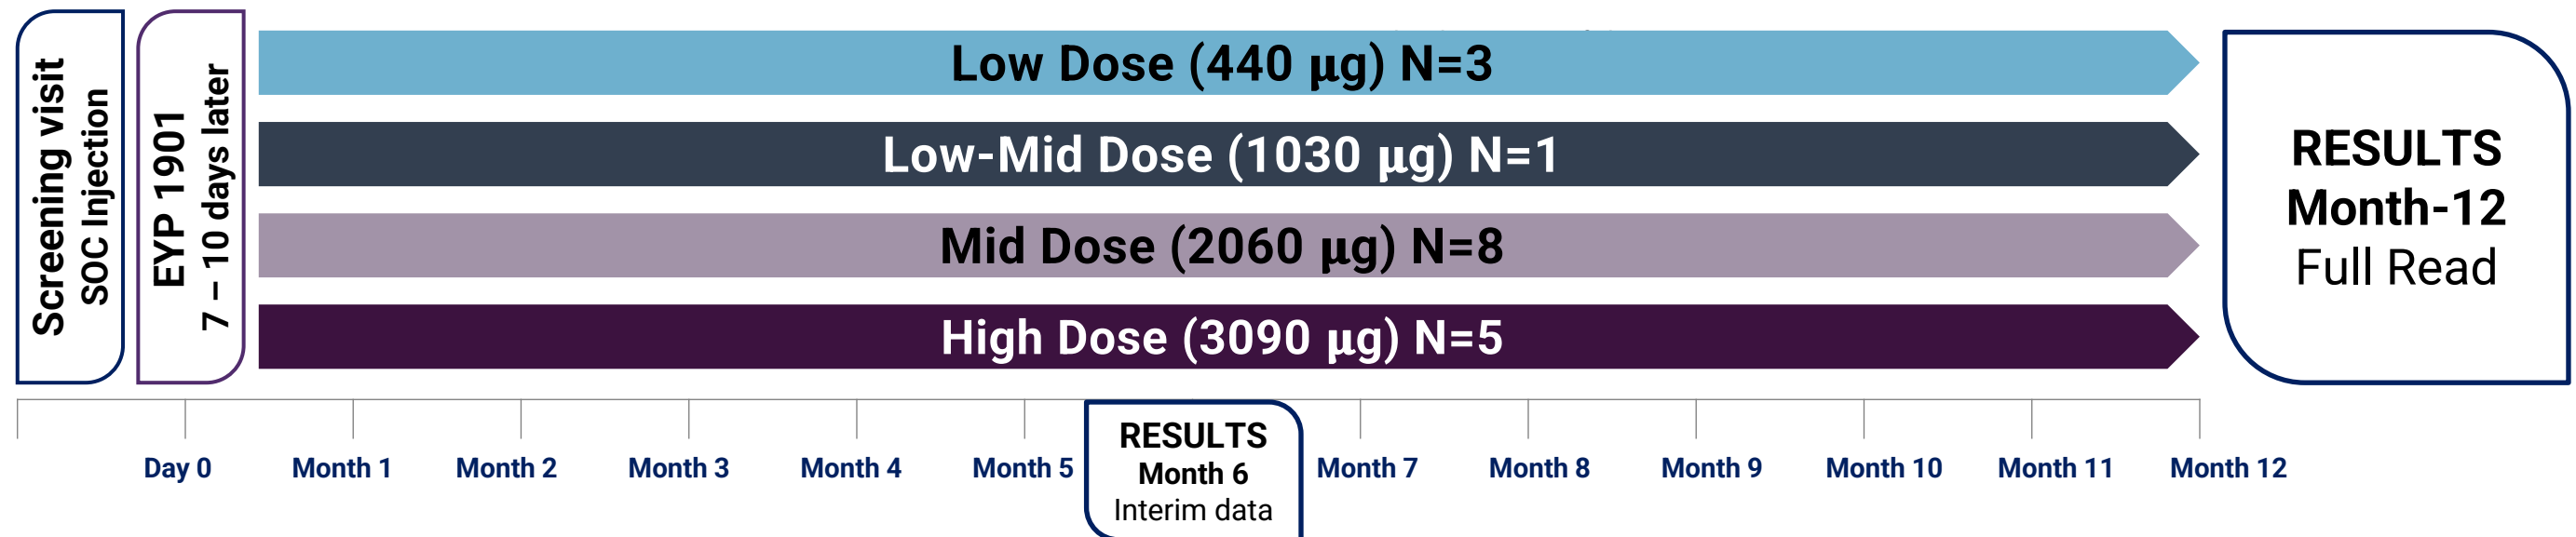 Screening visit
SOC Injection
EYP 1901
7 – 10 days later
Low Dose (440 µg) N=3
Low-Mid Dose (1030 µg) N=1
Mid Dose (2060 µg) N=8
High Dose (3090 µg) N=5
RESULTS
Month-12
Full Read
Day 0
Month 1
Month 2
Month 3
Month 4
Month 5
RESULTS
Month 6
Interim data
Month 7
Month 8
Month 9
Month 10
Month 11
Month 12